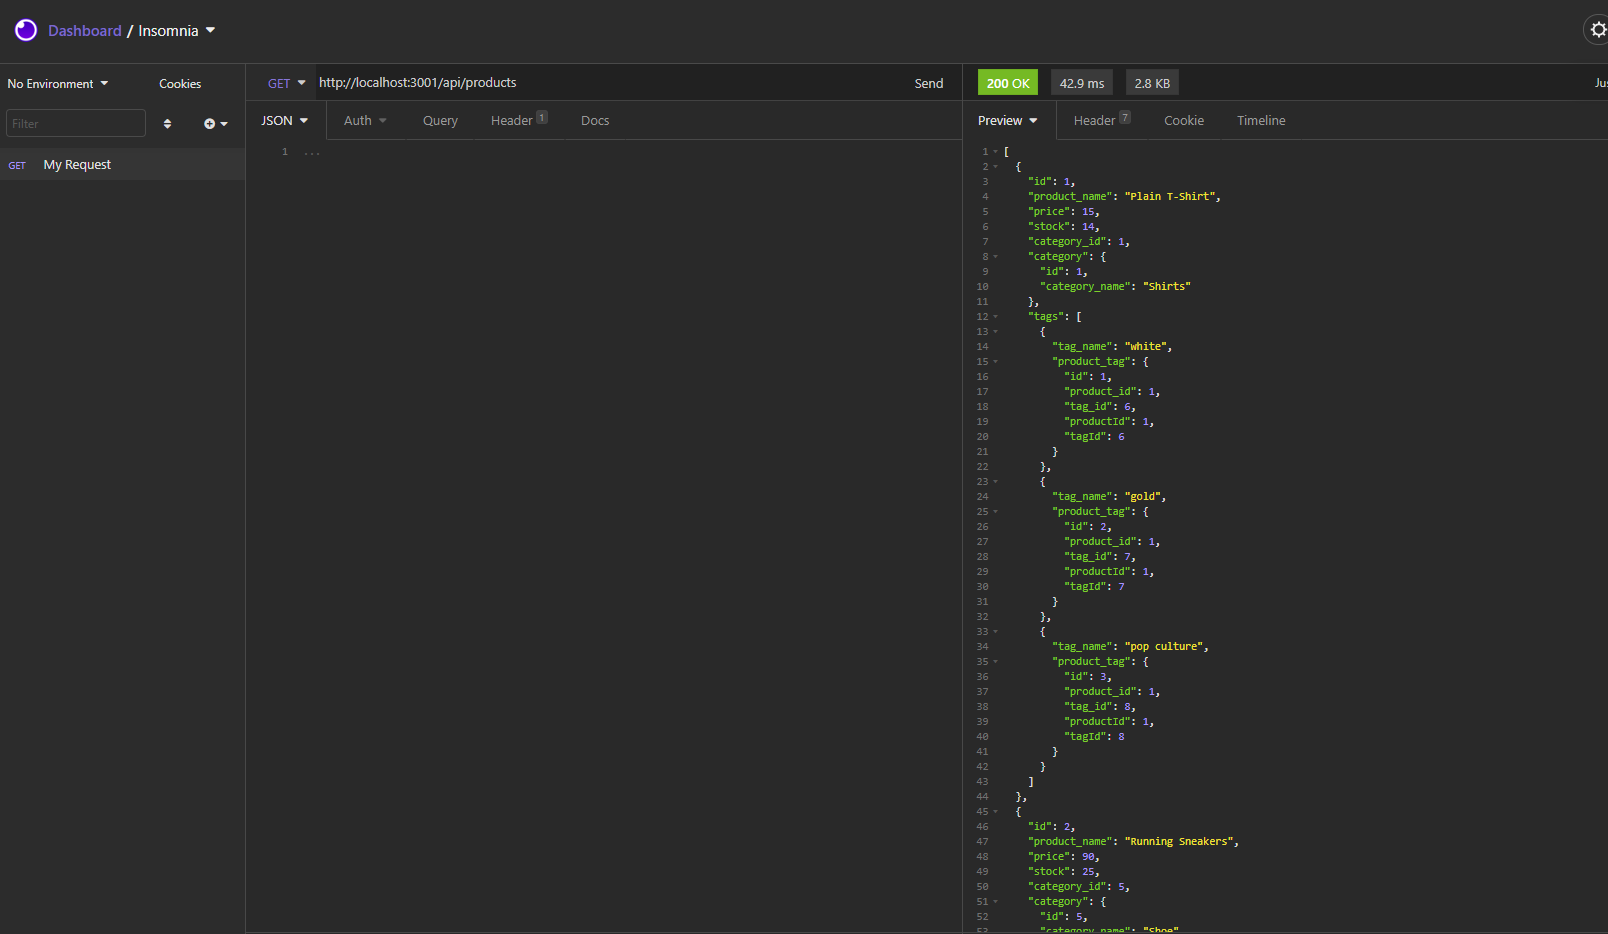 Dashboard / Insomnia
No Environment Cookies
Filter
GET My Request
GET http://localhost:3001/api/products Send
JSON Auth Query Header 1 Docs
1 ...
200 OK 42.9 ms 2.8 KB
Preview Header 7 Cookie Timeline
1 [
2 {
3 "id": 1,
4 "product_name": "Plain T-Shirt",
5 "price": 15,
6 "stock": 14,
7 "category_id": 1,
8 "category": {
9 "id": 1,
10 "category_name": "Shirts"
11 },
12 "tags": [
13 {
14 "tag_name": "white",
15 "product_tag": {
16 "id": 1,
17 "product_id": 1,
18 "tag_id": 6,
19 "productId": 1,
20 "tagId": 6
21 }
22 },
23 {
24 "tag_name": "gold",
25 "product_tag": {
26 "id": 2,
27 "product_id": 1,
28 "tag_id": 7,
29 "productId": 1,
30 "tagId": 7
31 }
32 },
33 {
34 "tag_name": "pop culture",
35 "product_tag": {
36 "id": 3,
37 "product_id": 1,
38 "tag_id": 8,
39 "productId": 1,
40 "tagId": 8
41 }
42 }
43 ]
44 },
45 {
46 "id": 2,
47 "product_name": "Running Sneakers",
48 "price": 90,
49 "stock": 25,
50 "category_id": 5,
51 "category": {
52 "id": 5,
53 "category_name": "Shoe"